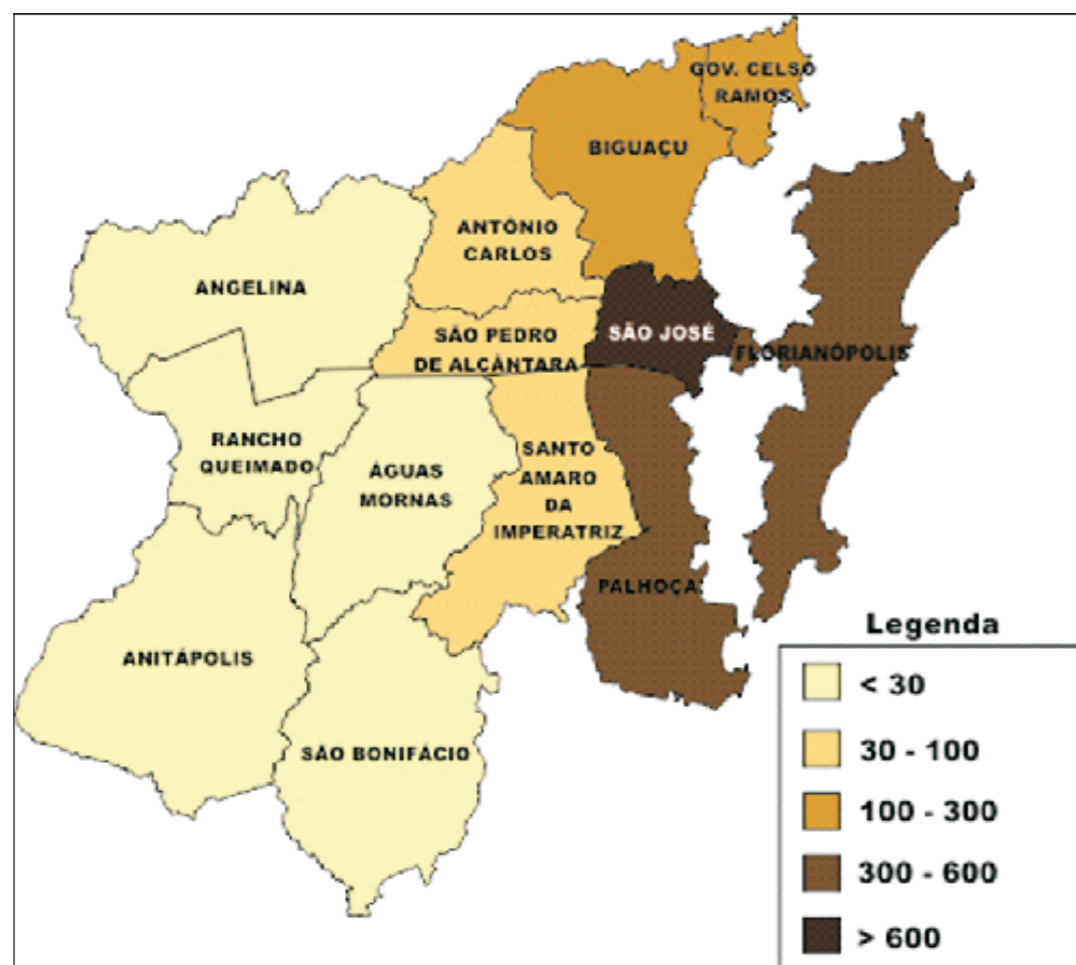 GOV. CELSO
RAMOS
BIGUAÇU
ANTÔNIO
CARLOS
ANGELINA
SÃO PEDRO
DE ALCÂNTARA
SÃO JOSÉ
FLORIANÓPOLIS
RANCHO
QUEIMADO
ÁGUAS
MORNAS
SANTO
AMARO
DA
IMPERATRIZ
PALHOÇA
ANITÁPOLIS
SÃO BONIFÁCIO
Legenda
< 30
30 - 100
100 - 300
300 - 600
> 600